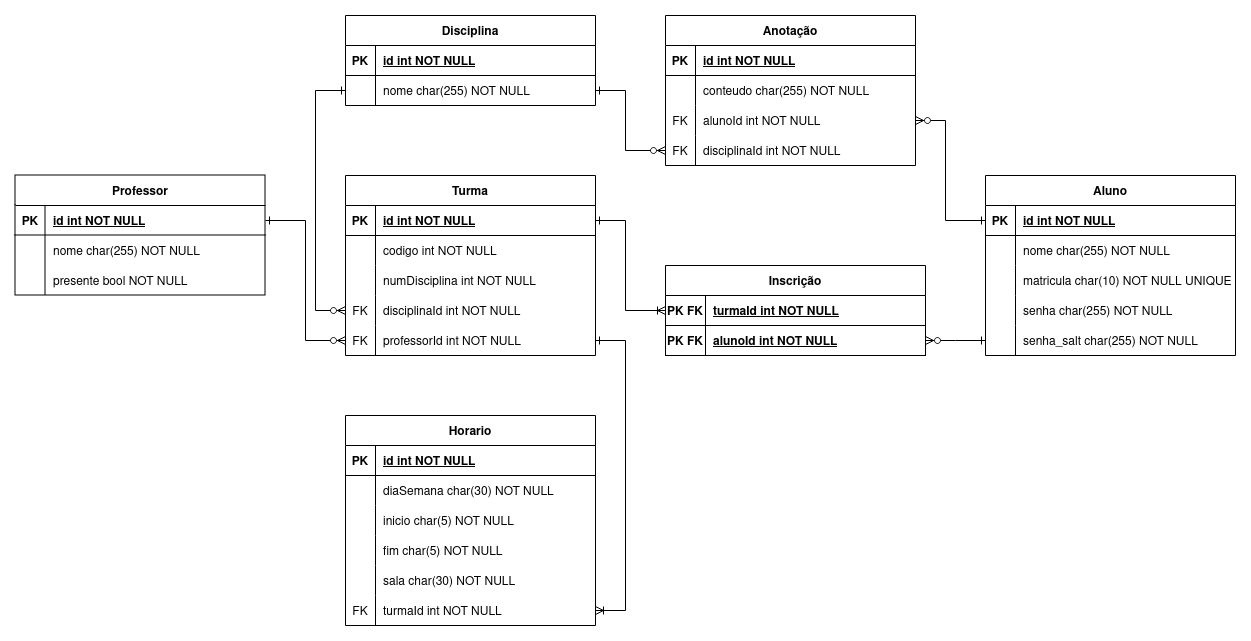 Disciplina
PK id int NOT NULL
nome char(255) NOT NULL
Anotação
PK id int NOT NULL
conteudo char(255) NOT NULL
FK alunoId int NOT NULL
FK disciplinaId int NOT NULL
Professor
PK id int NOT NULL
nome char(255) NOT NULL
presente bool NOT NULL
Turma
PK id int NOT NULL
codigo int NOT NULL
numDisciplina int NOT NULL
FK disciplinaId int NOT NULL
FK professorId int NOT NULL
Inscrição
PK FK turmaId int NOT NULL
PK FK alunoId int NOT NULL
Aluno
PK id int NOT NULL
nome char(255) NOT NULL
matricula char(10) NOT NULL UNIQUE
senha char(255) NOT NULL
senha_salt char(255) NOT NULL
Horario
PK id int NOT NULL
diaSemana char(30) NOT NULL
inicio char(5) NOT NULL
fim char(5) NOT NULL
sala char(30) NOT NULL
FK turmaId int NOT NULL